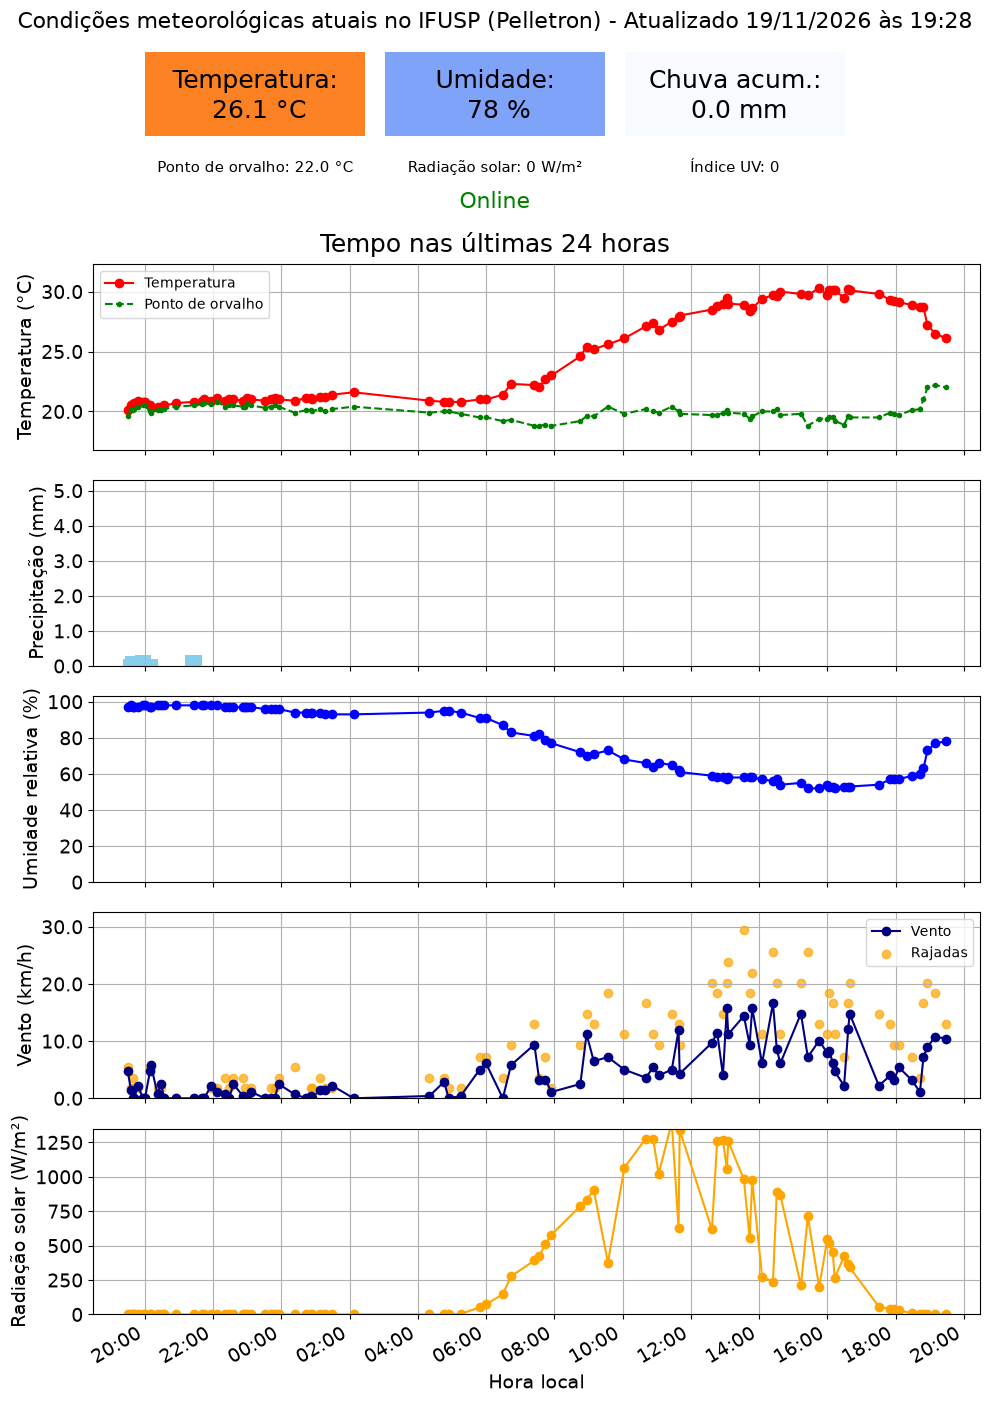 Condições meteorológicas atuais no IFUSP (Pelletron) - Atualizado 19/11/2026 às 19:28
Temperatura:
26.1 °C
Umidade:
78 %
Chuva acum.:
0.0 mm
Ponto de orvalho: 22.0 °C
Radiação solar: 0 W/m²
Índice UV: 0
Online
Tempo nas últimas 24 horas
Temperatura (°C)
30.0
25.0
20.0
Temperatura
Ponto de orvalho
Precipitação (mm)
5.0
4.0
3.0
2.0
1.0
0.0
Umidade relativa (%)
100
80
60
40
20
0
Vento (km/h)
30.0
20.0
10.0
0.0
Vento
Rajadas
Radiação solar (W/m²)
1250
1000
750
500
250
0
20:00
22:00
00:00
02:00
04:00
06:00
08:00
10:00
12:00
14:00
16:00
18:00
20:00
Hora local